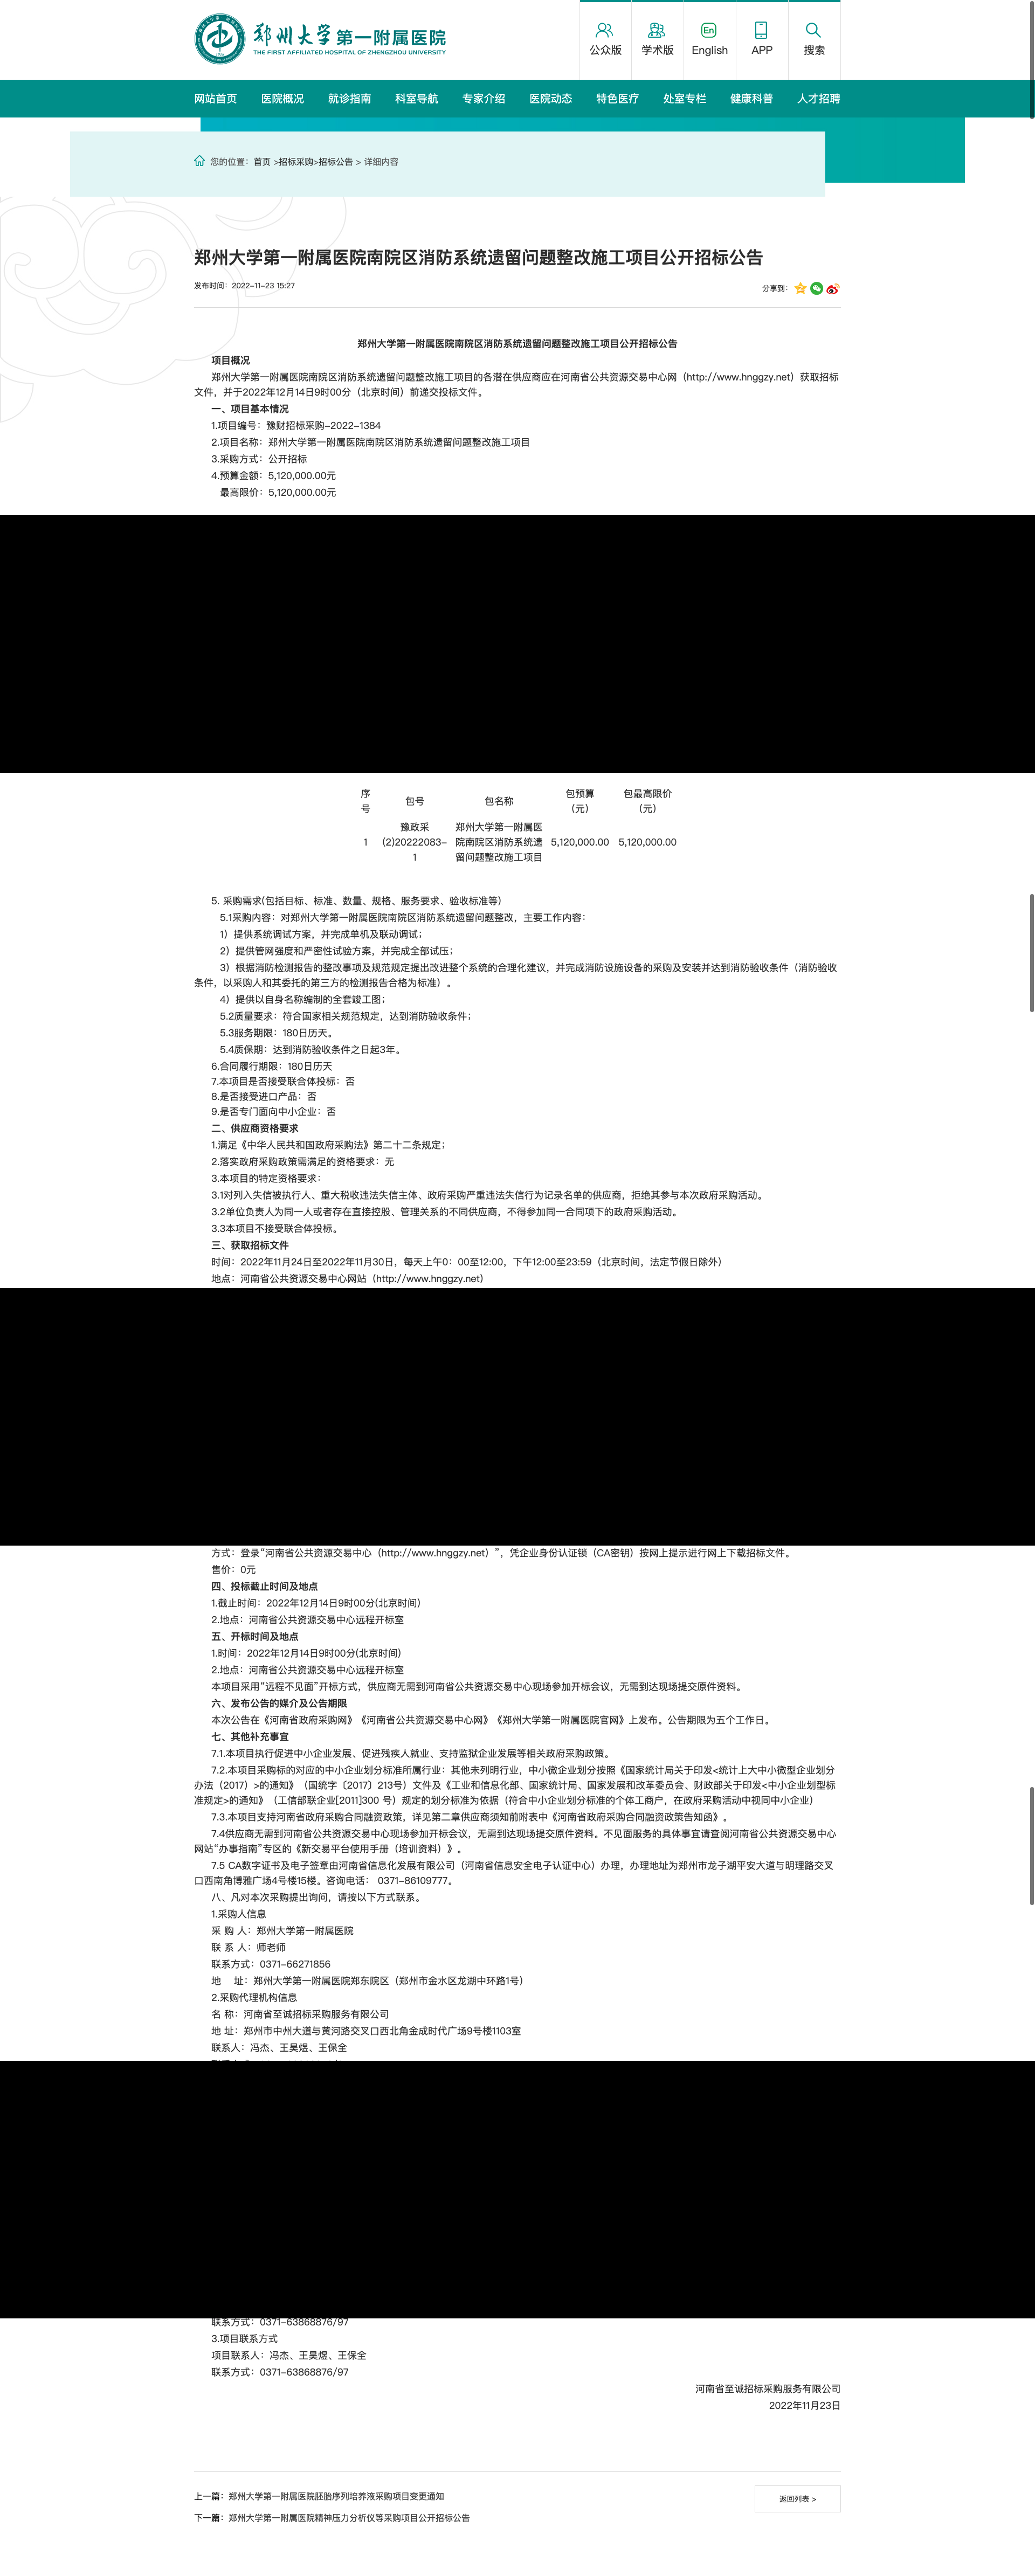 郑州大学第一附属医院
THE FIRST AFFILIATED HOSPITAL OF ZHENGZHOU UNIVERSITY
公众版
学术版
En
English
APP
搜索
网站首页 医院概况 就诊指南 科室导航 专家介绍 医院动态 特色医疗 处室专栏 健康科普 人才招聘
您的位置：首页 >招标采购>招标公告 > 详细内容
郑州大学第一附属医院南院区消防系统遗留问题整改施工项目公开招标公告
发布时间：2022-11-23 15:27
分享到：
郑州大学第一附属医院南院区消防系统遗留问题整改施工项目公开招标公告
项目概况
郑州大学第一附属医院南院区消防系统遗留问题整改施工项目的各潜在供应商应在河南省公共资源交易中心网（http://www.hnggzy.net）获取招标
文件，并于2022年12月14日9时00分（北京时间）前递交投标文件。
一、项目基本情况
1.项目编号：豫财招标采购-2022-1384
2.项目名称：郑州大学第一附属医院南院区消防系统遗留问题整改施工项目
3.采购方式：公开招标
4.预算金额：5,120,000.00元
最高限价：5,120,000.00元
序号 包号 包名称 包预算（元） 包最高限价（元）
1 豫政采(2)20222083-1 郑州大学第一附属医院南院区消防系统遗留问题整改施工项目 5,120,000.00 5,120,000.00
5. 采购需求(包括目标、标准、数量、规格、服务要求、验收标准等)
5.1采购内容：对郑州大学第一附属医院南院区消防系统遗留问题整改，主要工作内容：
1）提供系统调试方案，并完成单机及联动调试；
2）提供管网强度和严密性试验方案，并完成全部试压；
3）根据消防检测报告的整改事项及规范规定提出改进整个系统的合理化建议，并完成消防设施设备的采购及安装并达到消防验收条件（消防验收
条件，以采购人和其委托的第三方的检测报告合格为标准）。
4）提供以自身名称编制的全套竣工图；
5.2质量要求：符合国家相关规范规定，达到消防验收条件；
5.3服务期限：180日历天。
5.4质保期：达到消防验收条件之日起3年。
6.合同履行期限：180日历天
7.本项目是否接受联合体投标：否
8.是否接受进口产品：否
9.是否专门面向中小企业：否
二、供应商资格要求
1.满足《中华人民共和国政府采购法》第二十二条规定；
2.落实政府采购政策需满足的资格要求：无
3.本项目的特定资格要求：
3.1对列入失信被执行人、重大税收违法失信主体、政府采购严重违法失信行为记录名单的供应商，拒绝其参与本次政府采购活动。
3.2单位负责人为同一人或者存在直接控股、管理关系的不同供应商，不得参加同一合同项下的政府采购活动。
3.3本项目不接受联合体投标。
三、获取招标文件
时间：2022年11月24日至2022年11月30日，每天上午0：00至12:00，下午12:00至23:59（北京时间，法定节假日除外）
地点：河南省公共资源交易中心网站（http://www.hnggzy.net）
方式：登录“河南省公共资源交易中心（http://www.hnggzy.net）”，凭企业身份认证锁（CA密钥）按网上提示进行网上下载招标文件。
售价：0元
四、投标截止时间及地点
1.截止时间：2022年12月14日9时00分(北京时间)
2.地点：河南省公共资源交易中心远程开标室
五、开标时间及地点
1.时间：2022年12月14日9时00分(北京时间)
2.地点：河南省公共资源交易中心远程开标室
本项目采用“远程不见面”开标方式，供应商无需到河南省公共资源交易中心现场参加开标会议，无需到达现场提交原件资料。
六、发布公告的媒介及公告期限
本次公告在《河南省政府采购网》《河南省公共资源交易中心网》《郑州大学第一附属医院官网》上发布。公告期限为五个工作日。
七、其他补充事宜
7.1.本项目执行促进中小企业发展、促进残疾人就业、支持监狱企业发展等相关政府采购政策。
7.2.本项目采购标的对应的中小企业划分标准所属行业：其他未列明行业，中小微企业划分按照《国家统计局关于印发<统计上大中小微型企业划分
办法（2017）>的通知》（国统字〔2017〕213号）文件及《工业和信息化部、国家统计局、国家发展和改革委员会、财政部关于印发<中小企业划型标
准规定>的通知》（工信部联企业[2011]300 号）规定的划分标准为依据（符合中小企业划分标准的个体工商户，在政府采购活动中视同中小企业）
7.3.本项目支持河南省政府采购合同融资政策，详见第二章供应商须知前附表中《河南省政府采购合同融资政策告知函》。
7.4供应商无需到河南省公共资源交易中心现场参加开标会议，无需到达现场提交原件资料。不见面服务的具体事宜请查阅河南省公共资源交易中心
网站“办事指南”专区的《新交易平台使用手册（培训资料）》。
7.5 CA数字证书及电子签章由河南省信息化发展有限公司（河南省信息安全电子认证中心）办理，办理地址为郑州市龙子湖平安大道与明理路交叉
口西南角博雅广场4号楼15楼。咨询电话： 0371-86109777。
八、凡对本次采购提出询问，请按以下方式联系。
1.采购人信息
采 购 人：郑州大学第一附属医院
联 系 人：师老师
联系方式：0371-66271856
地 址：郑州大学第一附属医院郑东院区（郑州市金水区龙湖中环路1号）
2.采购代理机构信息
名 称：河南省至诚招标采购服务有限公司
地 址：郑州市中州大道与黄河路交叉口西北角金成时代广场9号楼1103室
联系人：冯杰、王昊煜、王保全
联系方式：0371-63868876/97
3.项目联系方式
项目联系人：冯杰、王昊煜、王保全
联系方式：0371-63868876/97
河南省至诚招标采购服务有限公司
2022年11月23日
上一篇：郑州大学第一附属医院胚胎序列培养液采购项目变更通知
返回列表 >
下一篇：郑州大学第一附属医院精神压力分析仪等采购项目公开招标公告